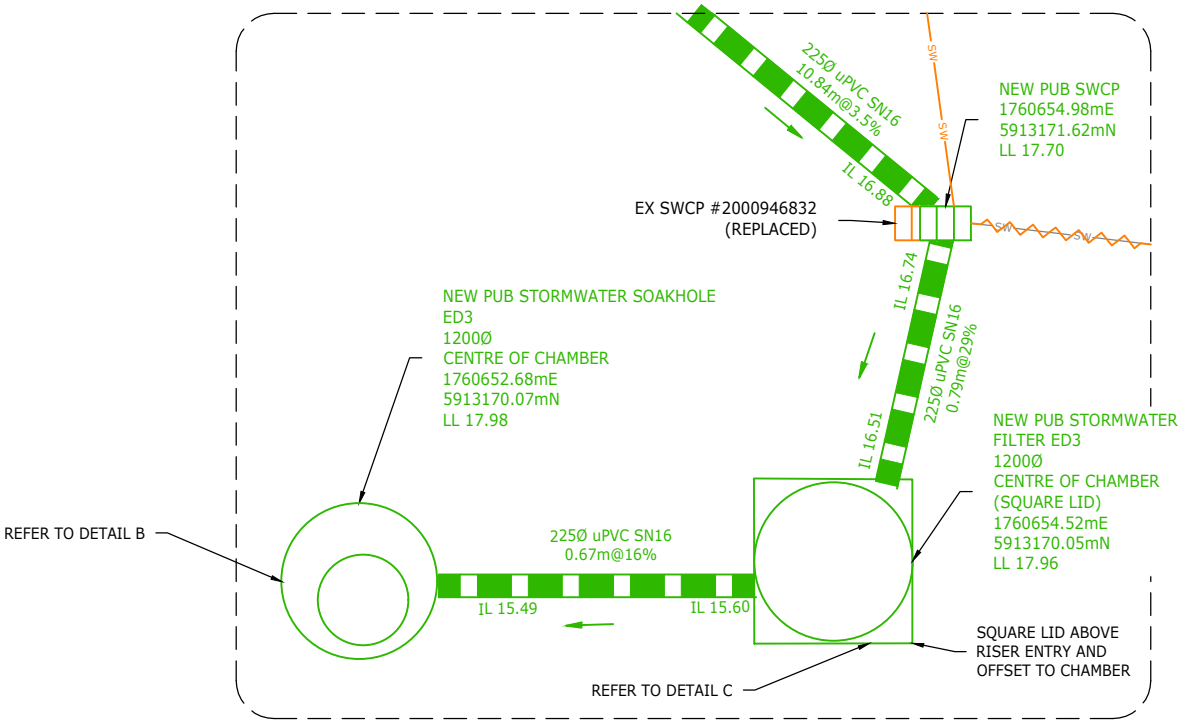 225Ø uPVC SN16
10.84m@3.5%
IL 16.88
SW
SW
NEW PUB SWCP
1760654.98mE
5913171.62mN
LL 17.70
EX SWCP #2000946832
(REPLACED)
SW
SW
IL 16.74
225Ø uPVC SN16
0.79m@29%
IL 16.51
NEW PUB STORMWATER SOAKHOLE
ED3
1200Ø
CENTRE OF CHAMBER
1760652.68mE
5913170.07mN
LL 17.98
NEW PUB STORMWATER
FILTER ED3
1200Ø
CENTRE OF CHAMBER
(SQUARE LID)
1760654.52mE
5913170.05mN
LL 17.96
REFER TO DETAIL B
225Ø uPVC SN16
0.67m@16%
IL 15.49
IL 15.60
SQUARE LID ABOVE
RISER ENTRY AND
OFFSET TO CHAMBER
REFER TO DETAIL C